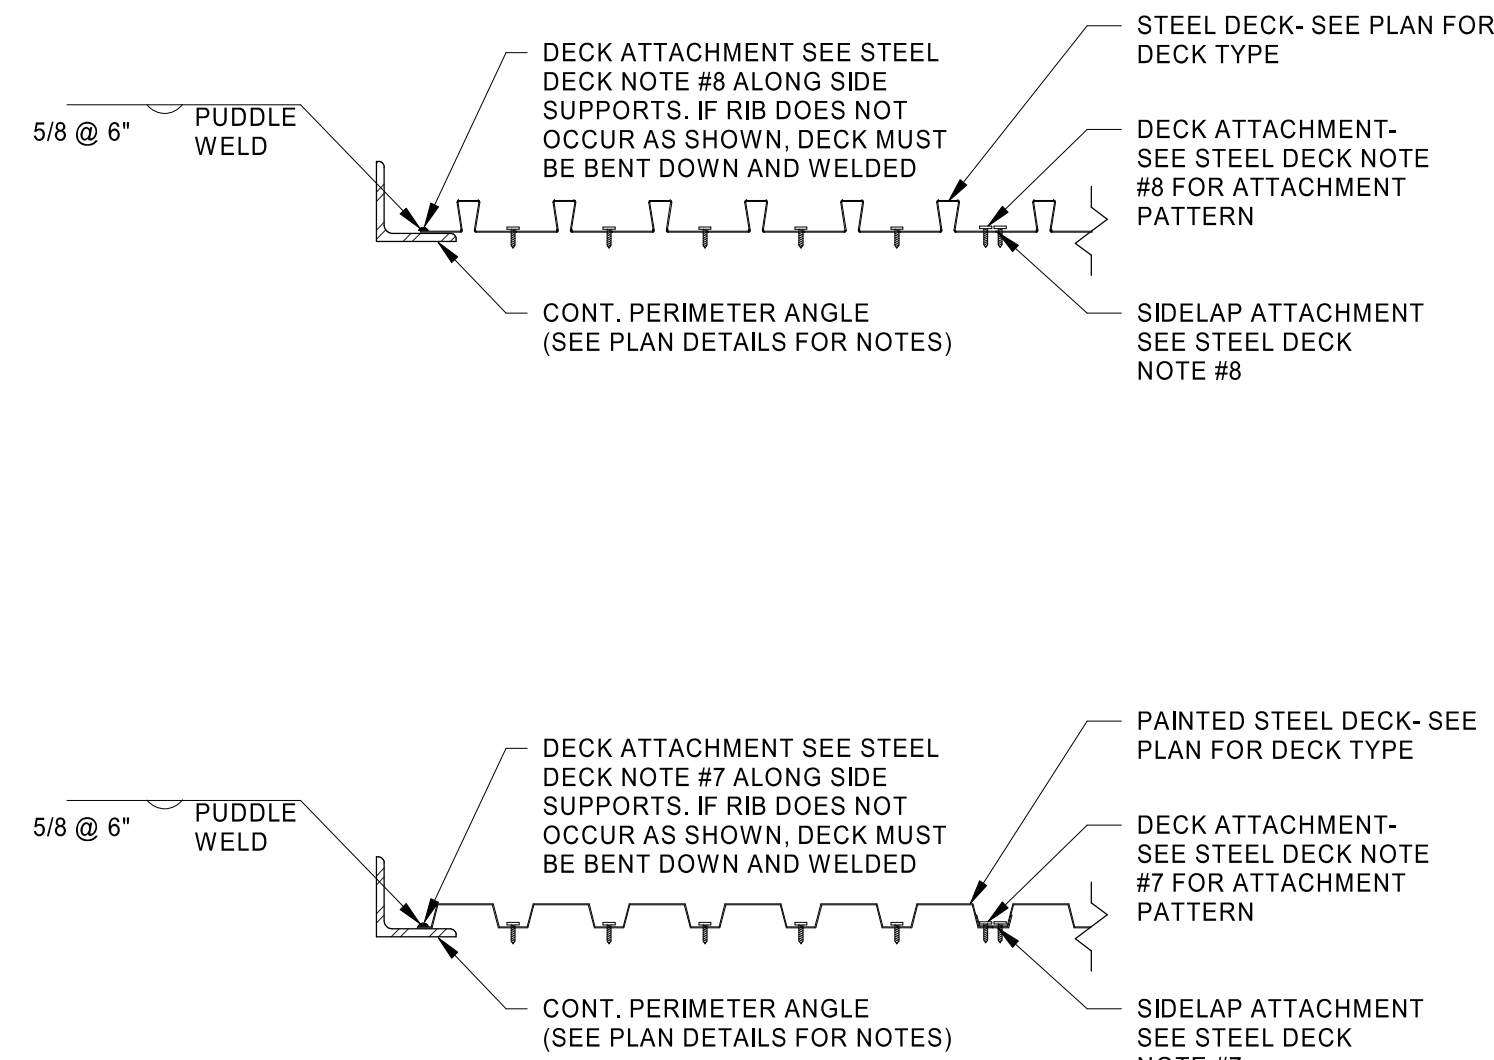 STEEL DECK- SEE PLAN FOR
DECK TYPE
DECK ATTACHMENT SEE STEEL
DECK NOTE #8 ALONG SIDE
SUPPORTS. IF RIB DOES NOT
OCCUR AS SHOWN, DECK MUST
BE BENT DOWN AND WELDED
5/8 @ 6"
PUDDLE
WELD
DECK ATTACHMENT-
SEE STEEL DECK NOTE
#8 FOR ATTACHMENT
PATTERN
CONT. PERIMETER ANGLE
(SEE PLAN DETAILS FOR NOTES)
SIDELAP ATTACHMENT
SEE STEEL DECK
NOTE #8
PAINTED STEEL DECK- SEE
PLAN FOR DECK TYPE
DECK ATTACHMENT SEE STEEL
DECK NOTE #7 ALONG SIDE
SUPPORTS. IF RIB DOES NOT
OCCUR AS SHOWN, DECK MUST
BE BENT DOWN AND WELDED
5/8 @ 6"
PUDDLE
WELD
DECK ATTACHMENT-
SEE STEEL DECK NOTE
#7 FOR ATTACHMENT
PATTERN
CONT. PERIMETER ANGLE
(SEE PLAN DETAILS FOR NOTES)
SIDELAP ATTACHMENT
SEE STEEL DECK
NOTE #7